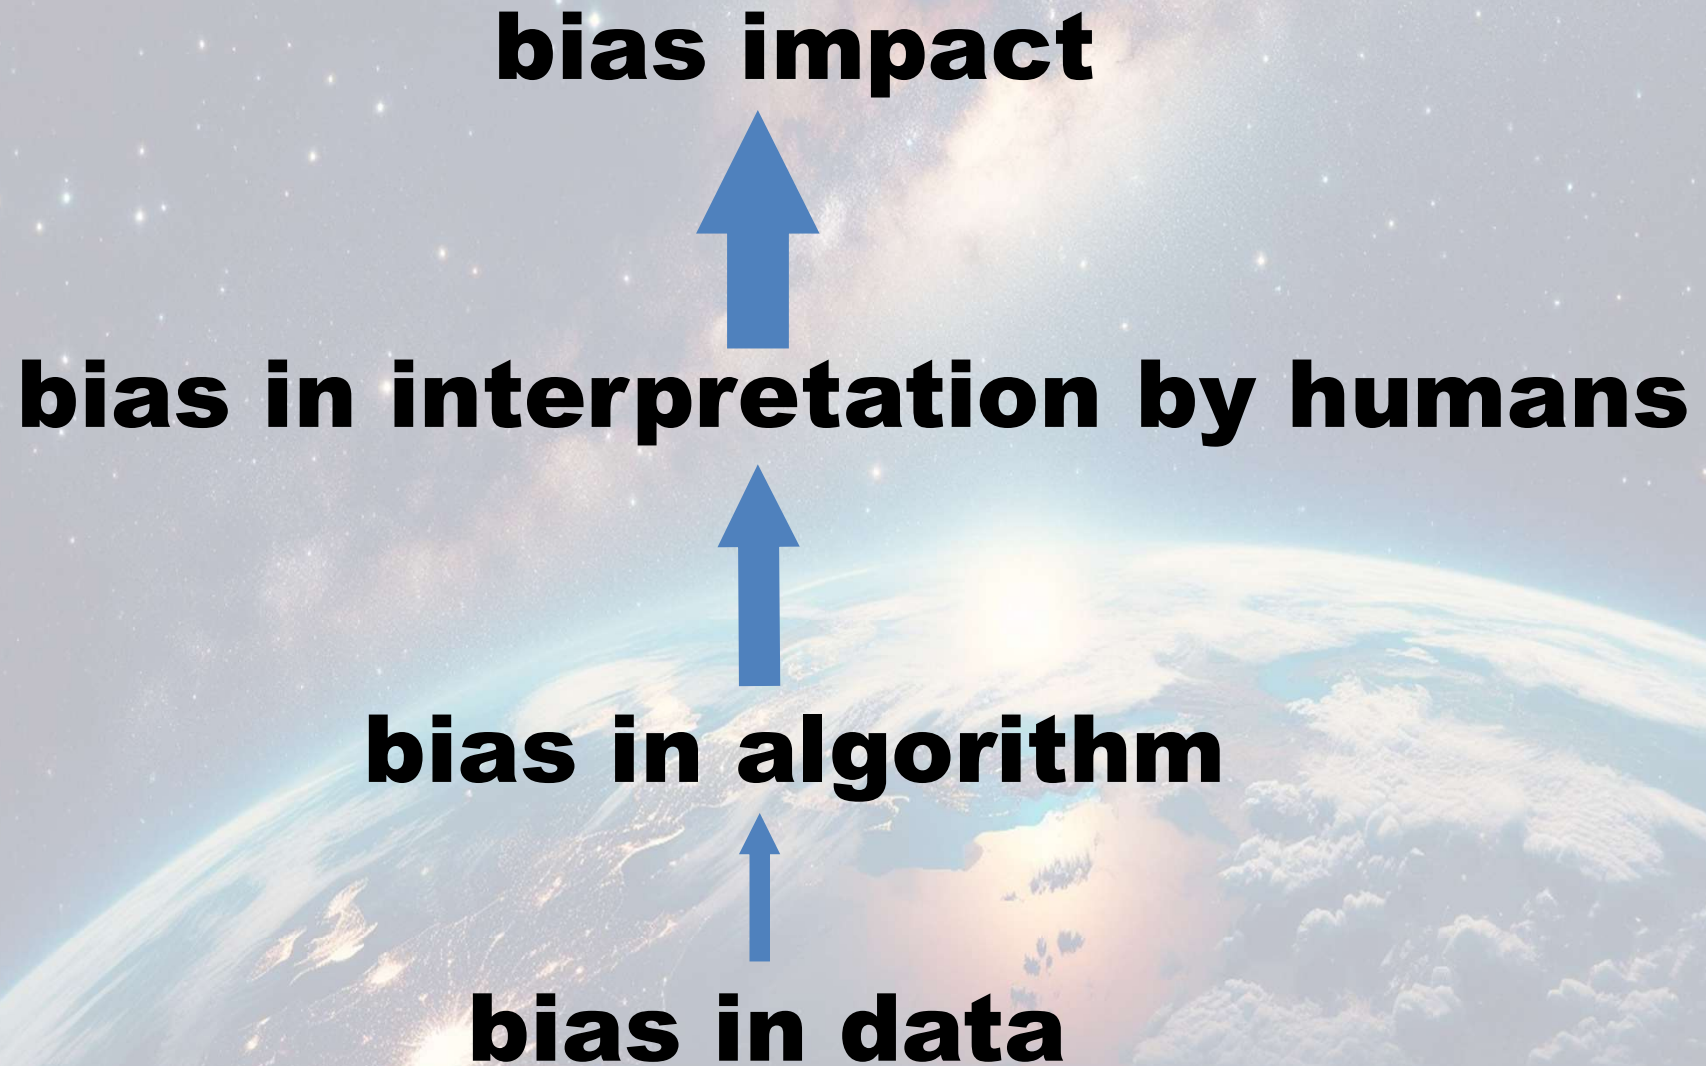 bias impact
bias in interpretation by humans
bias in algorithm
bias in data